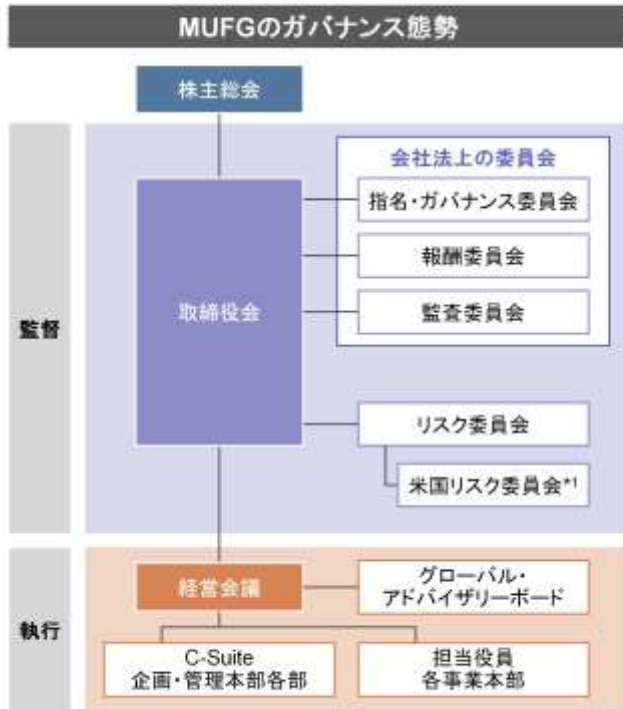 MUFGのガバナンス態勢
株主総会
監督
取締役会
会社法上の委員会
指名・ガバナンス委員会
報酬委員会
監査委員会
リスク委員会
米国リスク委員会*1
執行
経営会議
グローバル・
アドバイザリーボード
C-Suite
企画・管理本部各部
担当役員
各事業本部